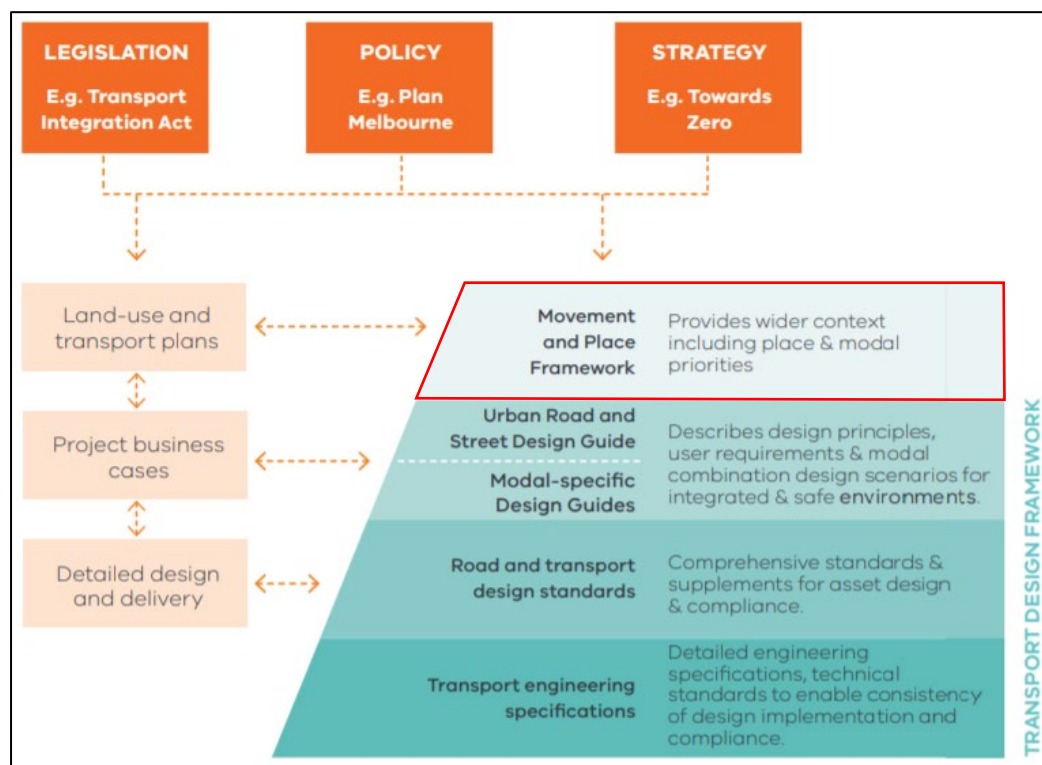 LEGISLATION
E.g. Transport
Integration Act
POLICY
E.g. Plan
Melbourne
STRATEGY
E.g. Towards
Zero
Land-use and
transport plans
Project business
cases
Detailed design
and delivery
Movement
and Place
Framework
Provides wider context
including place & modal
priorities
Urban Road and
Street Design Guide
Modal-specific
Design Guides
Describes design principles,
user requirements & modal
combination design scenarios for
integrated & safe environments.
Road and transport
design standards
Comprehensive standards &
supplements for asset design
& compliance.
Transport engineering
specifications
Detailed engineering
specifications, technical
standards to enable consistency
of design implementation and
compliance.
TRANSPORT DESIGN FRAMEWORK